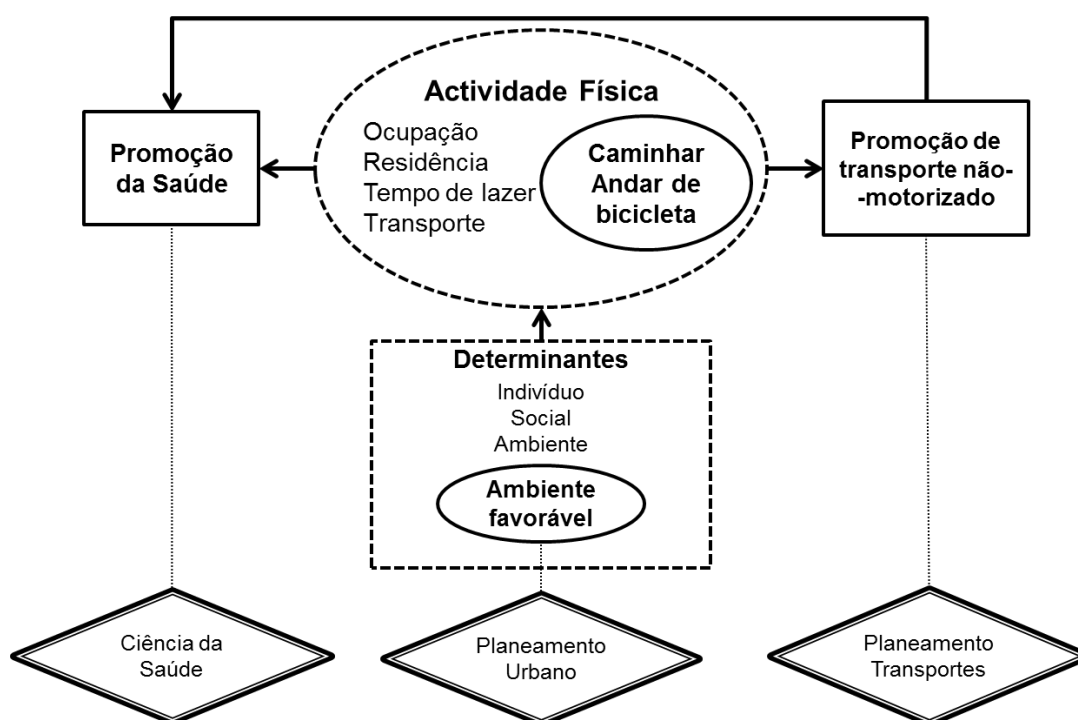 Actividade Física
Ocupação
Residência
Tempo de lazer
Transporte
Caminhar
Andar de
bicicleta
Promoção
da Saúde
Promoção de
transporte não-
-motorizado
Determinantes
Indivíduo
Social
Ambiente
Ambiente
favorável
Ciência da
Saúde
Planeamento
Urbano
Planeamento
Transportes